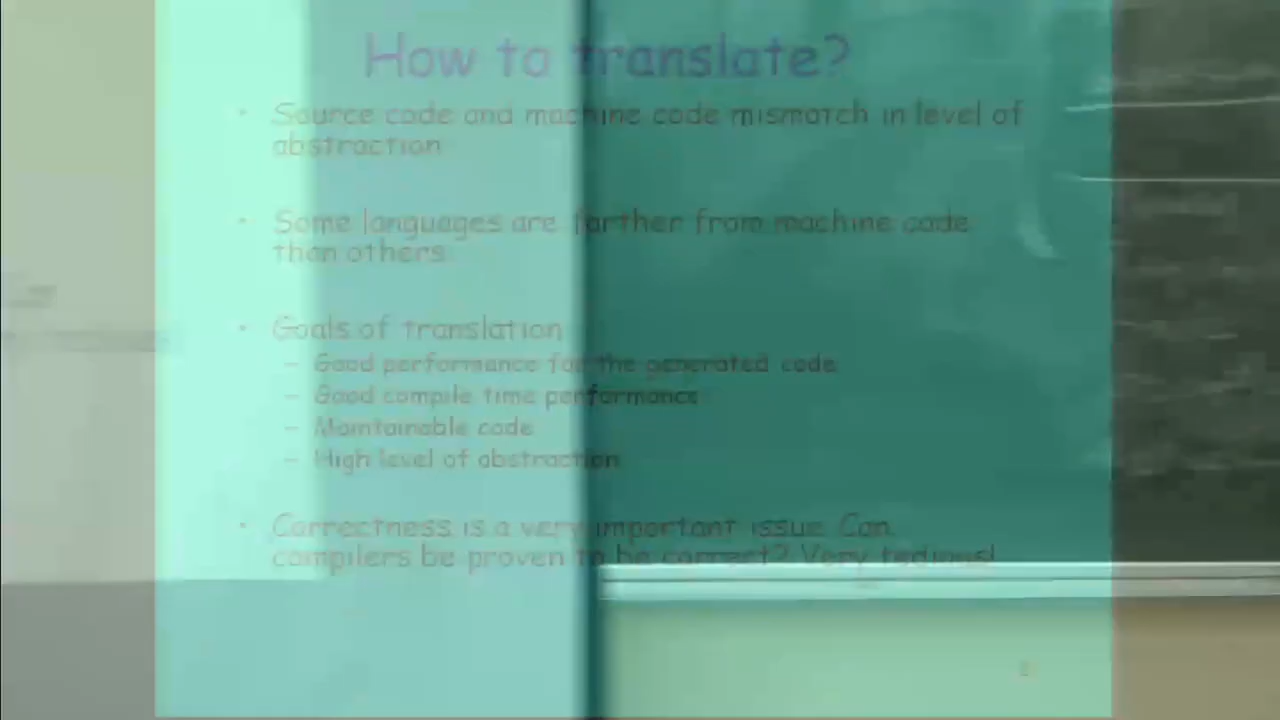 How to translate?
• Source code and machine code mismatch in level of
abstraction
• Some languages are farther from machine code
than others
• Goals of translation
– Good performance for the generated code
– Good compile time performance
– Maintainable code
– High level of abstraction
• Correctness is a very important issue. Can
compilers be proven to be correct? Very tedious!